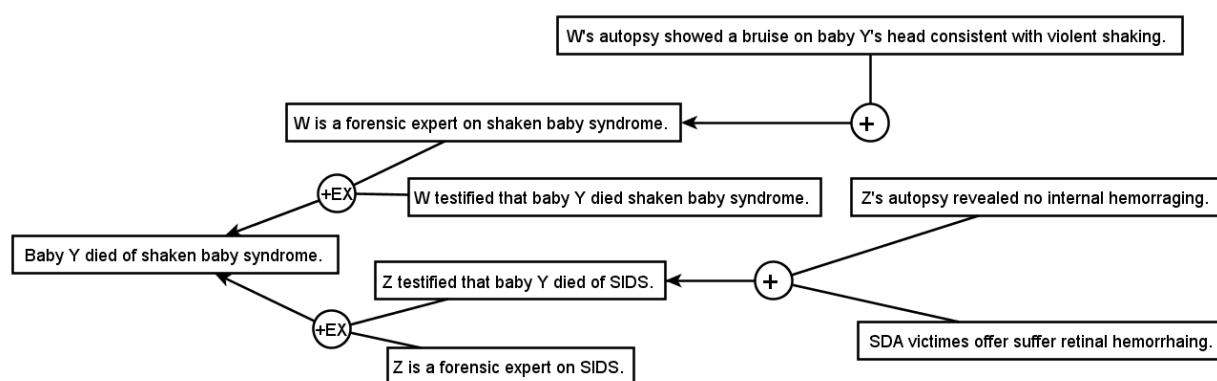 W's autopsy showed a bruise on baby Y's head consistent with violent shaking.
W is a forensic expert on shaken baby syndrome.
+
+EX
W testified that baby Y died shaken baby syndrome.
Z's autopsy revealed no internal hemorraging.
Baby Y died of shaken baby syndrome.
Z testified that baby Y died of SIDS.
+
+EX
SDA victimes offer suffer retinal hemorrhaing.
Z is a forensic expert on SIDS.